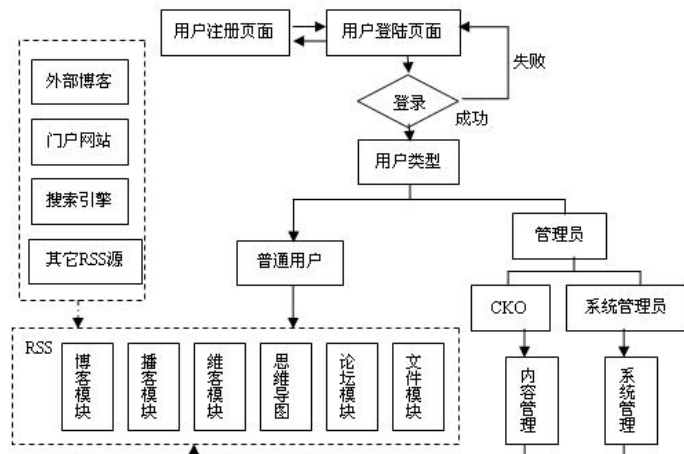 用户注册页面
用户登陆页面
失败
外部博客
登录
成功
门户网站
用户类型
搜索引擎
管理员
其它RSS源
普通用户
CKO
系统管理员
RSS
博客模块
播客模块
维客模块
思维导图
论坛模块
文件模块
内容管理
系统管理